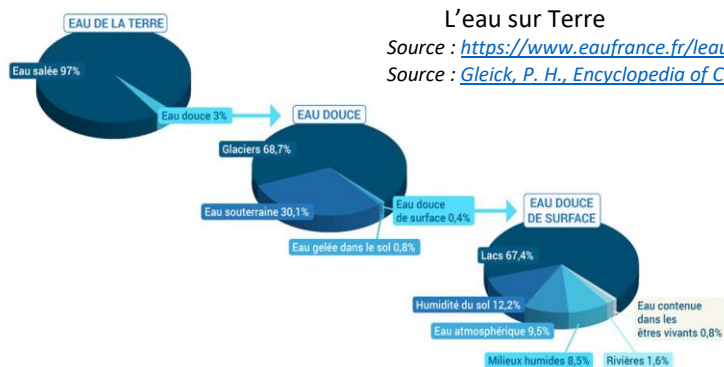 L’eau sur Terre
Source : https://www.eaufrance.fr/leau
Source : Gleick, P. H., Encyclopedia of C
EAU DE LA TERRE
Eau salée 97%
Eau douce 3%
EAU DOUCE
Glaciers 68,7%
Eau souterraine 30,1%
Eau douce
de surface 0,4%
Eau gelée dans le sol 0,8%
EAU DOUCE
DE SURFACE
Lacs 67,4%
Humidité du sol 12,2%
Eau atmosphérique 9,5%
Milieux humides 8,5%
Rivières 1,6%
Eau contenue
dans les
êtres vivants 0,8%